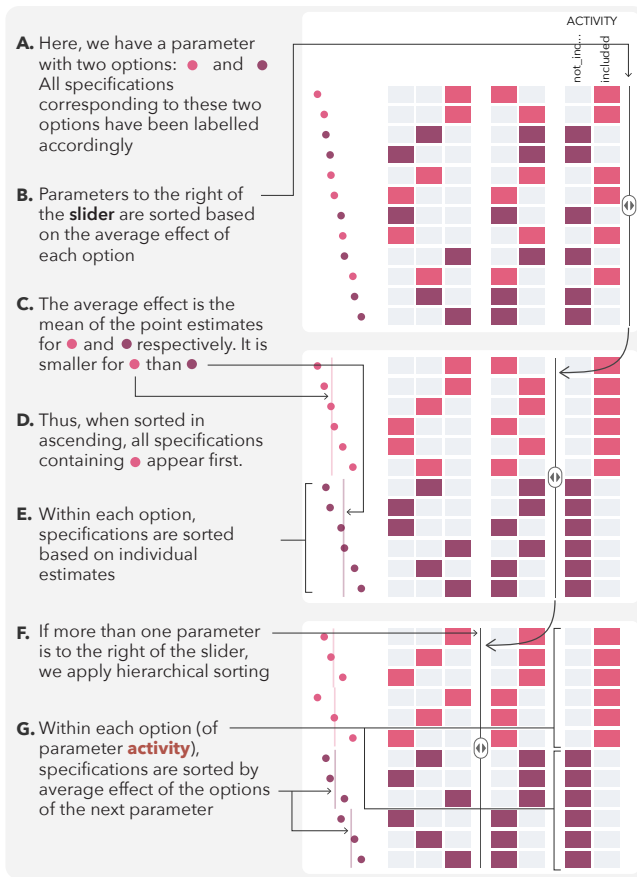 ACTIVITY
not_inc...
included
A. Here, we have a parameter
with two options: ● and ●
All specifications
corresponding to these two
options have been labelled
accordingly
B. Parameters to the right of
the slider are sorted based
on the average effect of
each option
C. The average effect is the
mean of the point estimates
for ● and ● respectively. It is
smaller for ● than ●
D. Thus, when sorted in
ascending, all specifications
containing ● appear first.
E. Within each option,
specifications are sorted
based on individual
estimates
F. If more than one parameter
is to the right of the slider,
we apply hierarchical sorting
G. Within each option (of
parameter activity),
specifications are sorted by
average effect of the options
of the next parameter